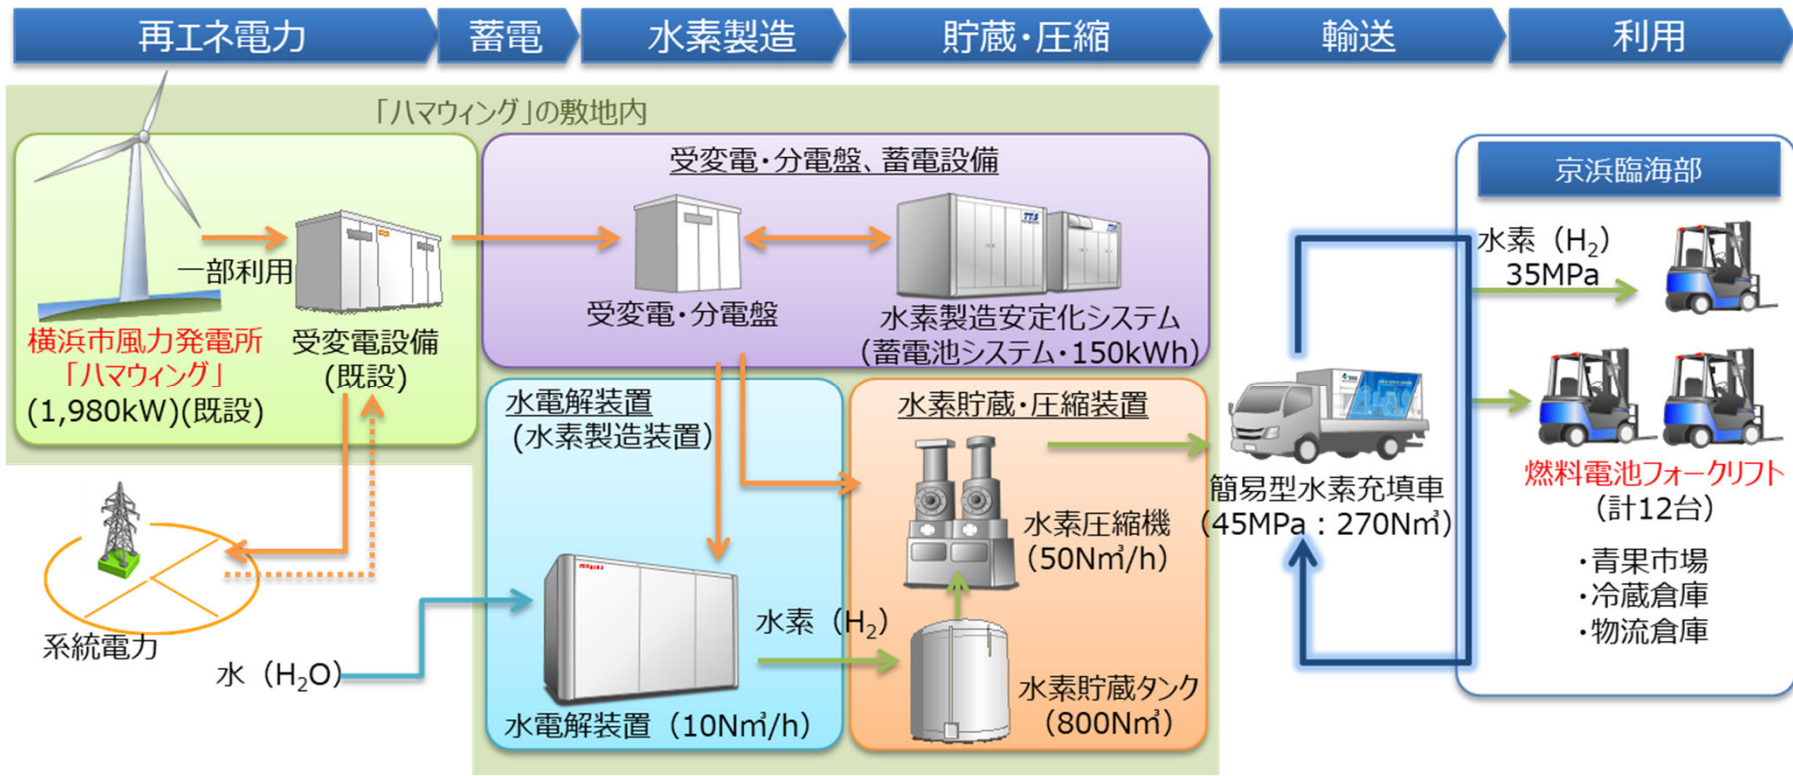 再エネ電力
蓄電
水素製造
貯蔵・圧縮
輸送
利用
「ハマウィング」の敷地内
一部利用
横浜市風力発電所
「ハマウィング」
(1,980kW)(既設)
受変電設備
(既設)
系統電力
水（H₂O）
受変電・分電盤、蓄電設備
受変電・分電盤
TTS
TTS
水素製造安定化システム
（蓄電池システム・150kWh）
水電解装置
（水素製造装置）
水電解装置（10N㎥/h）
水素（H₂）
水素貯蔵・圧縮装置
水素圧縮機
（50N㎥/h）
水素貯蔵タンク
（800N㎥）
簡易型水素充填車
（45MPa：270N㎥）
京浜臨海部
水素（H₂）
35MPa
燃料電池フォークリフト
（計12台）
・青果市場
・冷蔵倉庫
・物流倉庫